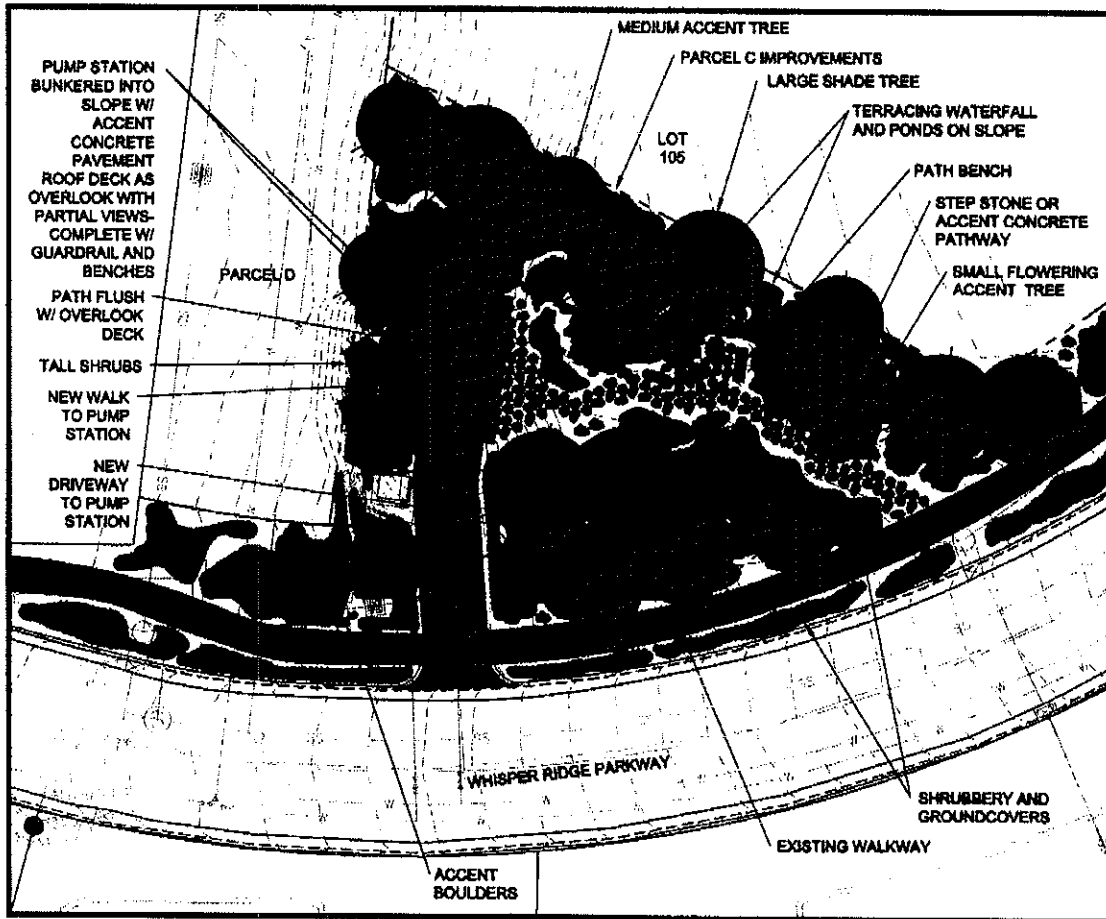 MEDIUM ACCENT TREE
PARCEL C IMPROVEMENTS
LARGE SHADE TREE
TERRACING WATERFALL
AND PONDS ON SLOPE
LOT
105
PATH BENCH
STEP STONE OR
ACCENT CONCRETE
PATHWAY
SMALL FLOWERING
ACCENT TREE
PUMP STATION
BUNKERED INTO
SLOPE W/
ACCENT
CONCRETE
PAVEMENT
ROOF DECK AS
OVERLOOK WITH
PARTIAL VIEWS-
COMPLETE W/
GUARDRAIL AND
BENCHES
PARCEL D
PATH FLUSH
W/ OVERLOOK
DECK
TALL SHRUBS
NEW WALK
TO PUMP
STATION
NEW
DRIVEWAY
TO PUMP
STATION
WHISPER RIDGE PARKWAY
SHRUBBERY AND
GROUNDCOVERS
EXISTING WALKWAY
ACCENT
BOULDERS